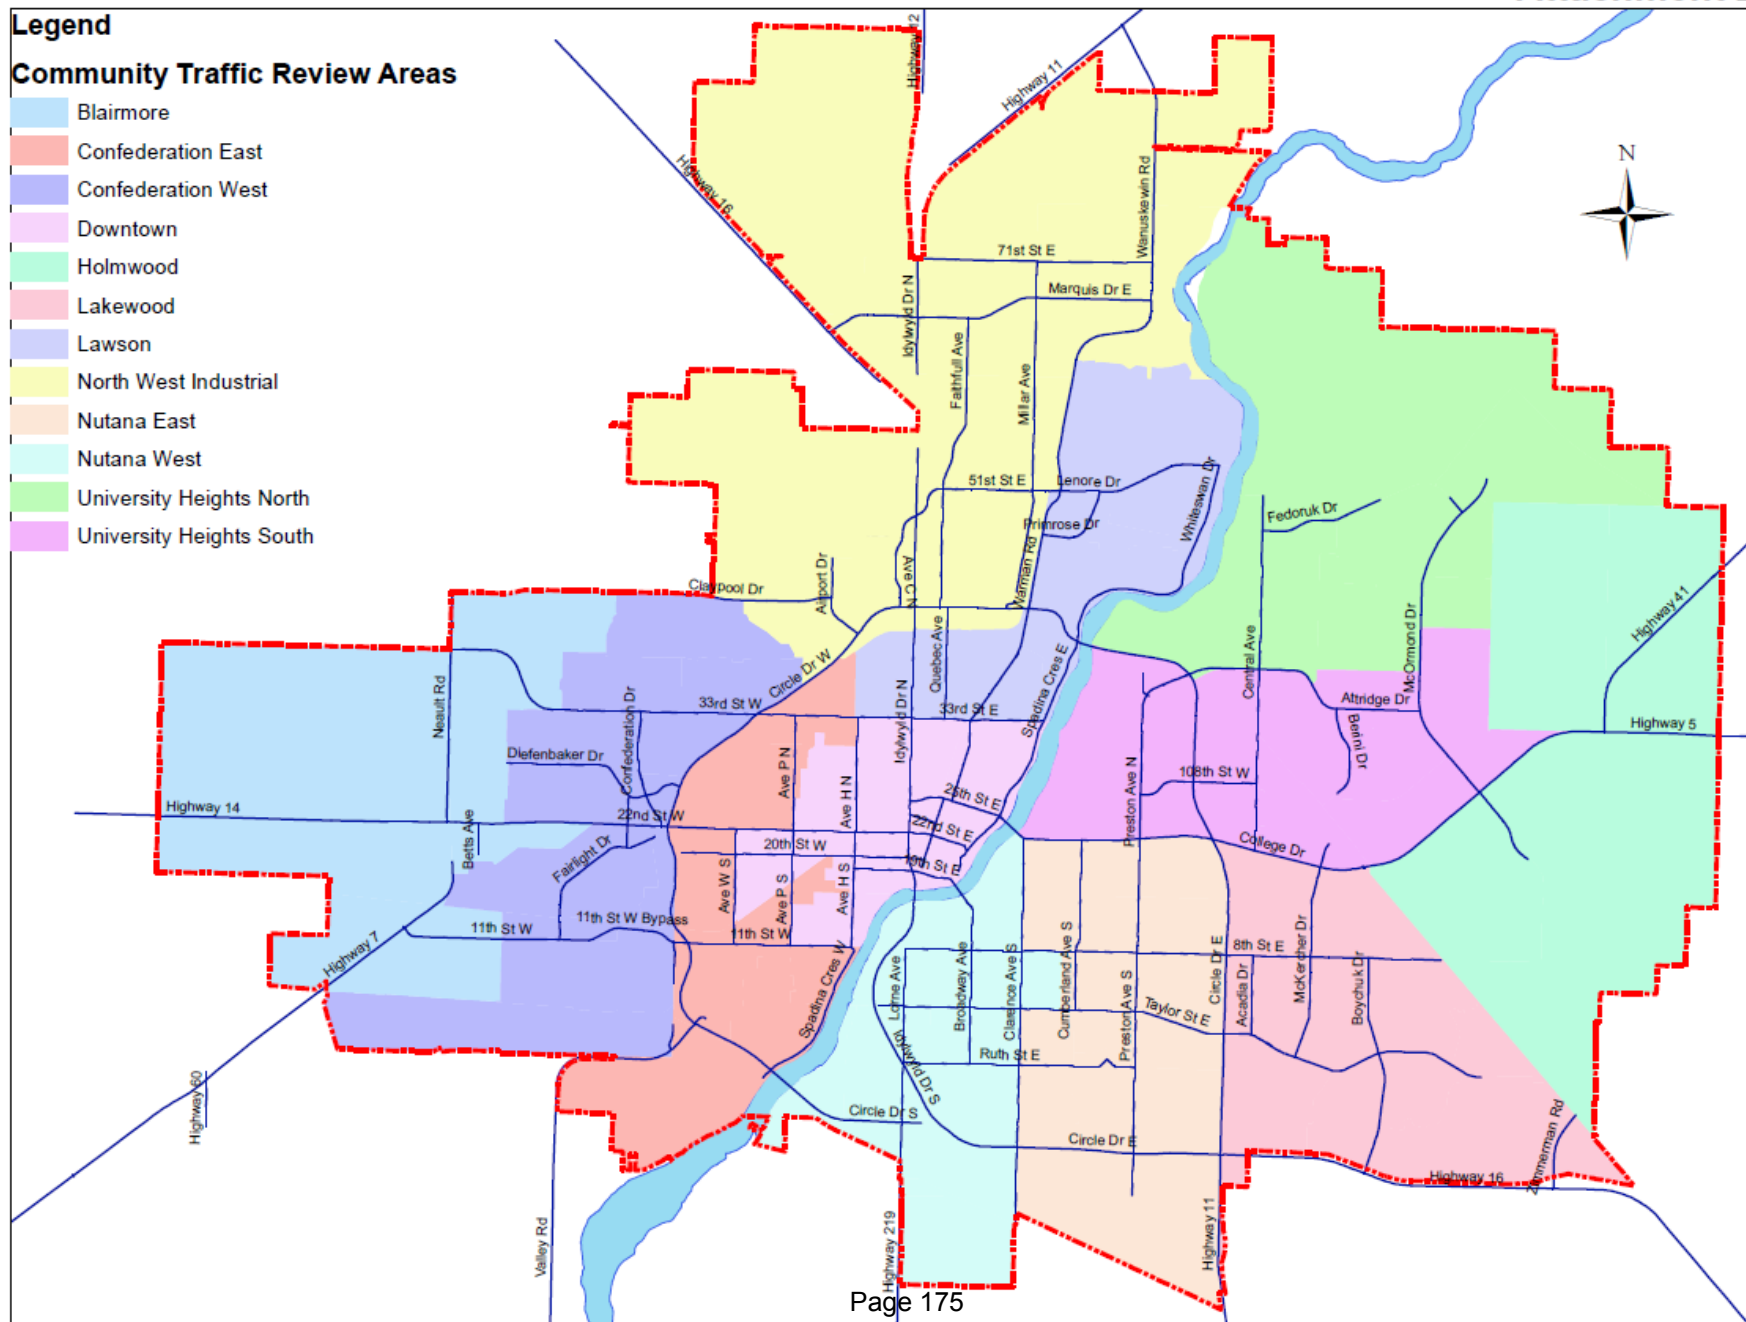 Legend
Community Traffic Review Areas
Blairmore
Confederation East
Confederation West
Downtown
Holmwood
Lakewood
Lawson
North West Industrial
Nutana East
Nutana West
University Heights North
University Heights South
N
Highway 12
Highway 11
Highway 16
Wanuskewin Rd
71st St E
Marquis Dr E
Idylwyld Dr N
Faithfull Ave
Millar Ave
51st St E
Lenore Dr
Primrose Dr
Whiteswan Dr
Fedoruk Dr
Warman Rd
Ave C N
Airport Dr
Claypool Dr
Highway 41
McOrmond Dr
Central Ave
Quebec Ave
Spadina Cres E
Circle Dr W
33rd St W
33rd St E
Idylwyld Dr N
Neault Rd
Confederation Dr
Attridge Dr
Berini Dr
Highway 5
Diefenbaker Dr
Ave P N
Ave H N
25th St E
Preston Ave N
108th St W
Highway 14
22nd St W
22nd St E
Betts Ave
20th St W
19th St E
College Dr
Fairlight Dr
Ave W S
Ave P S
Ave H S
11th St W
11th St W Bypass
11th St W
Highway 7
Spadina Cres W
Lorne Ave
Broadway Ave
Clarence Ave S
Cumberland Ave S
Preston Ave S
Circle Dr E
8th St E
Acadia Dr
McKercher Dr
Boychuk Dr
Taylor St E
Ruth St E
Idylwyld Dr S
Circle Dr S
Circle Dr E
Highway 60
Zimmerman Rd
Highway 16
Valley Rd
Highway 219
Highway 11
Page 175